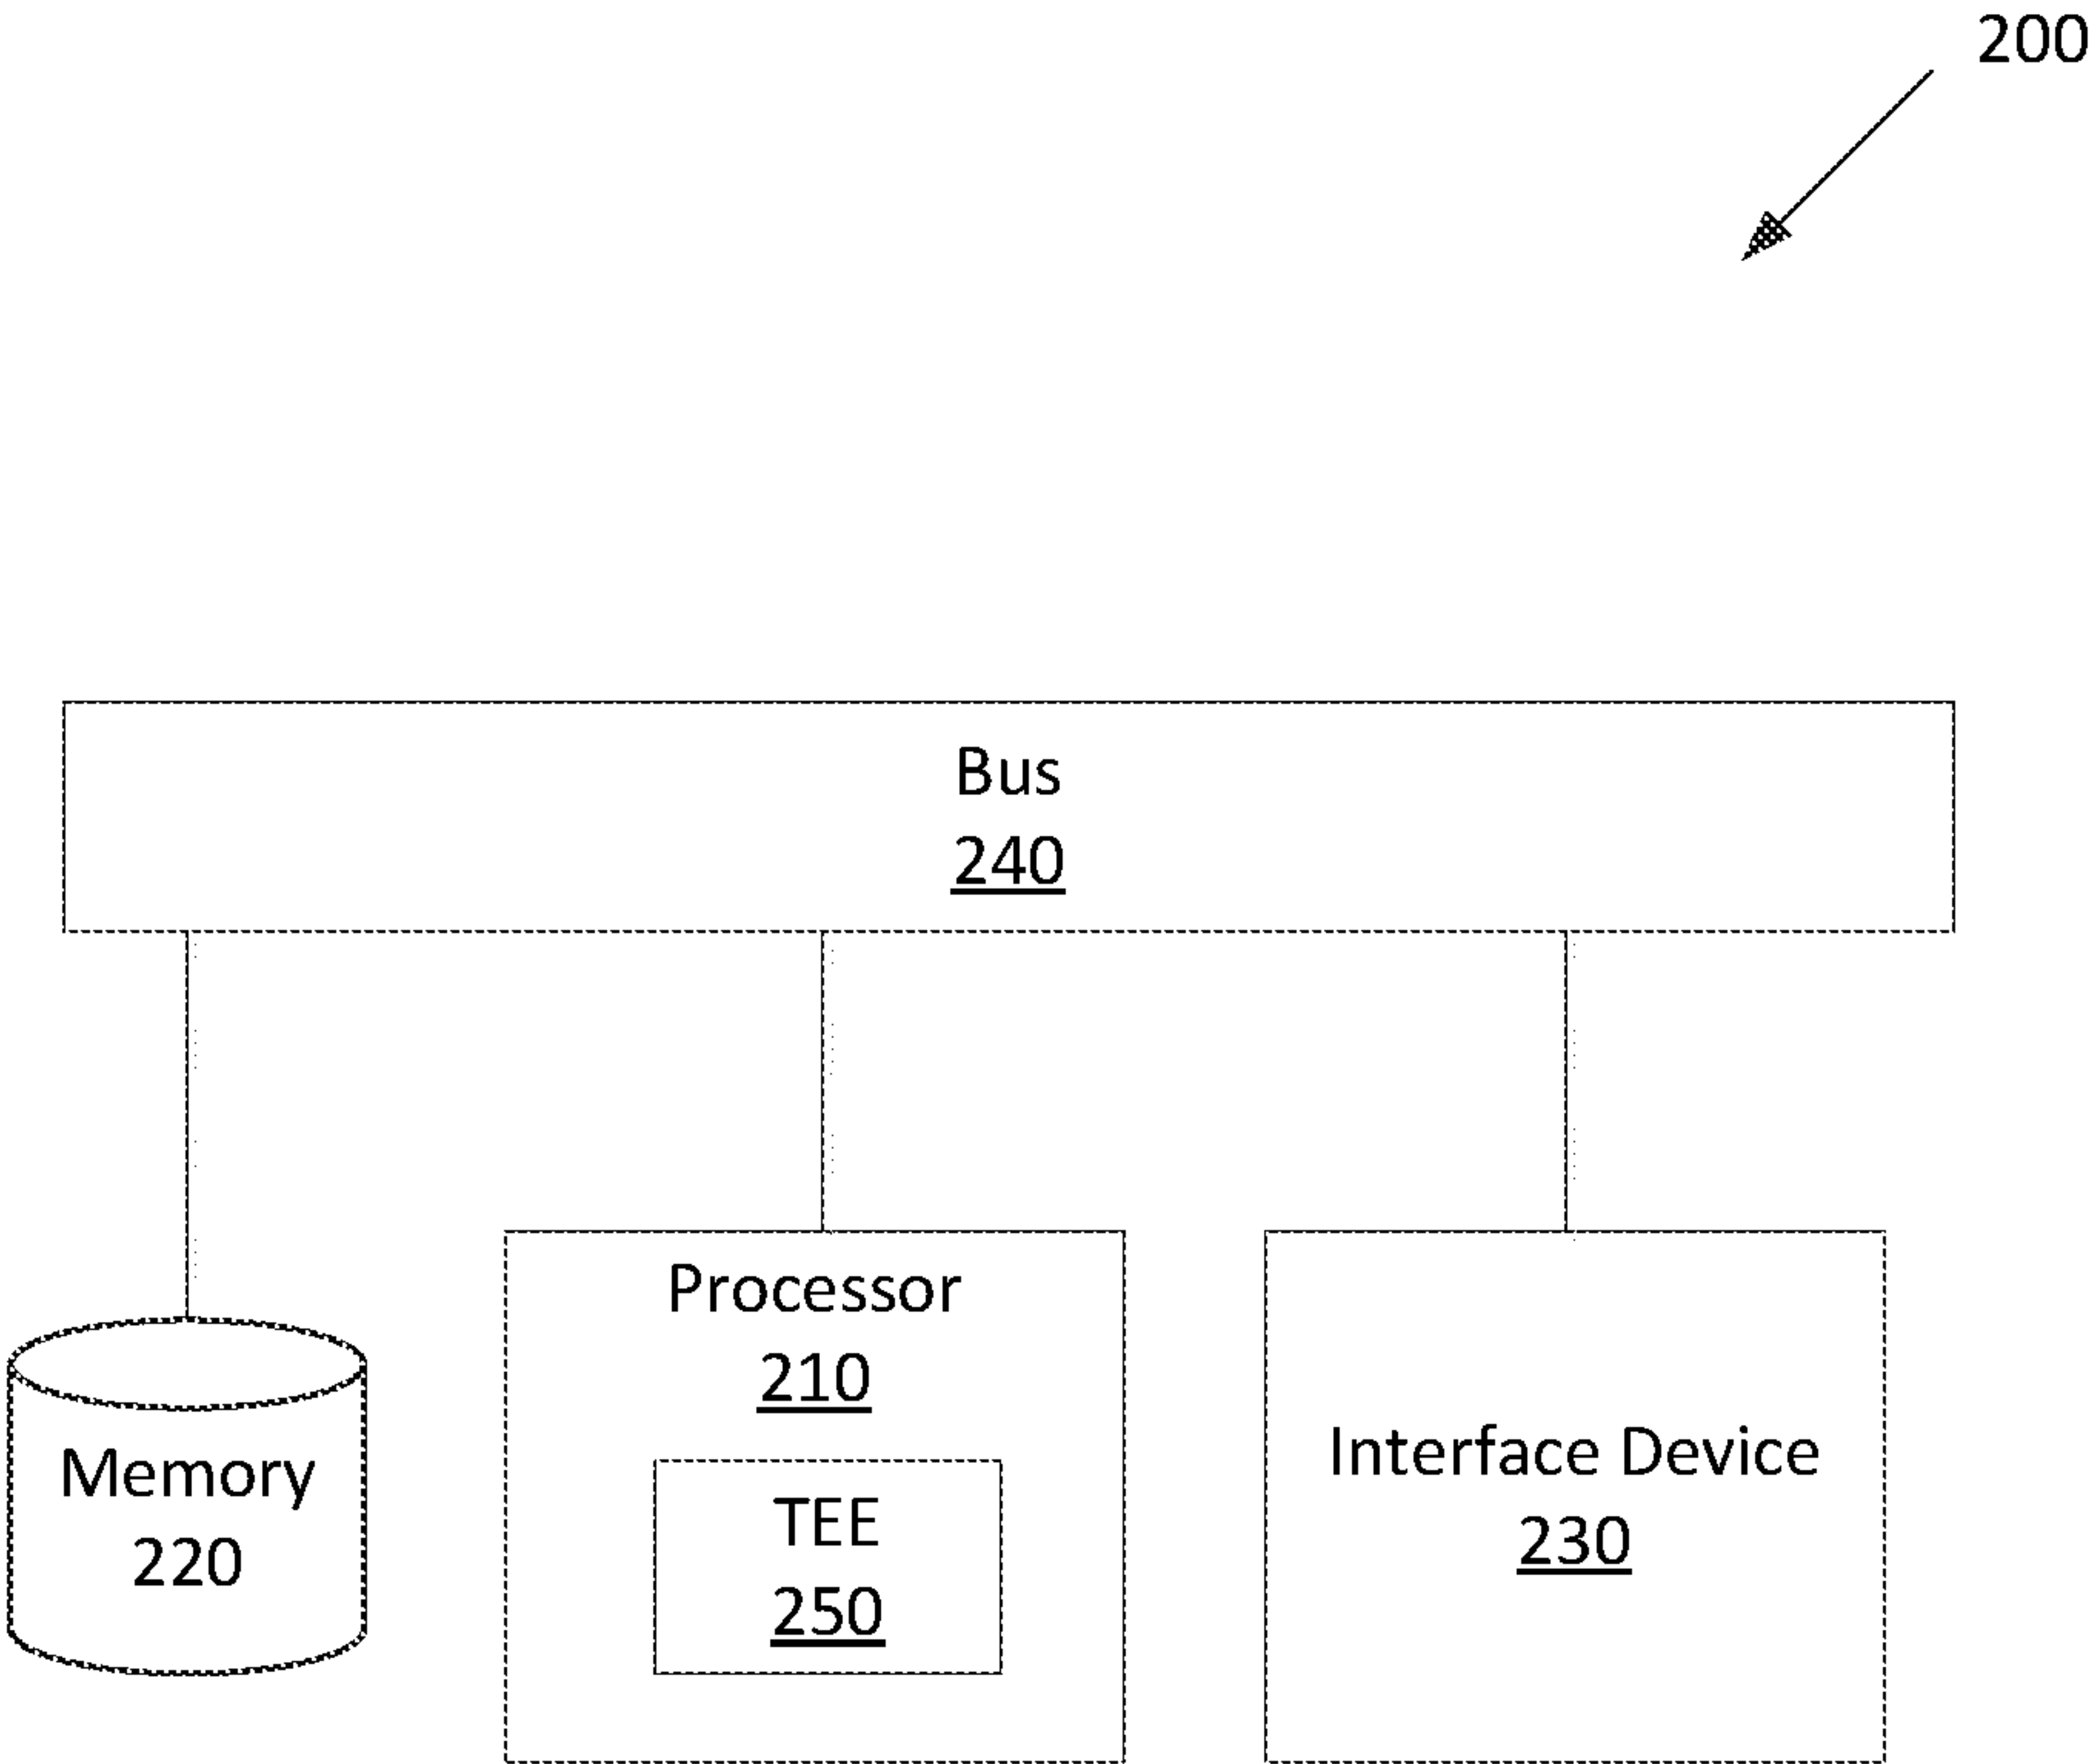 200
Bus
240
Processor
210
Memory
220
TEE
250
Interface Device
230